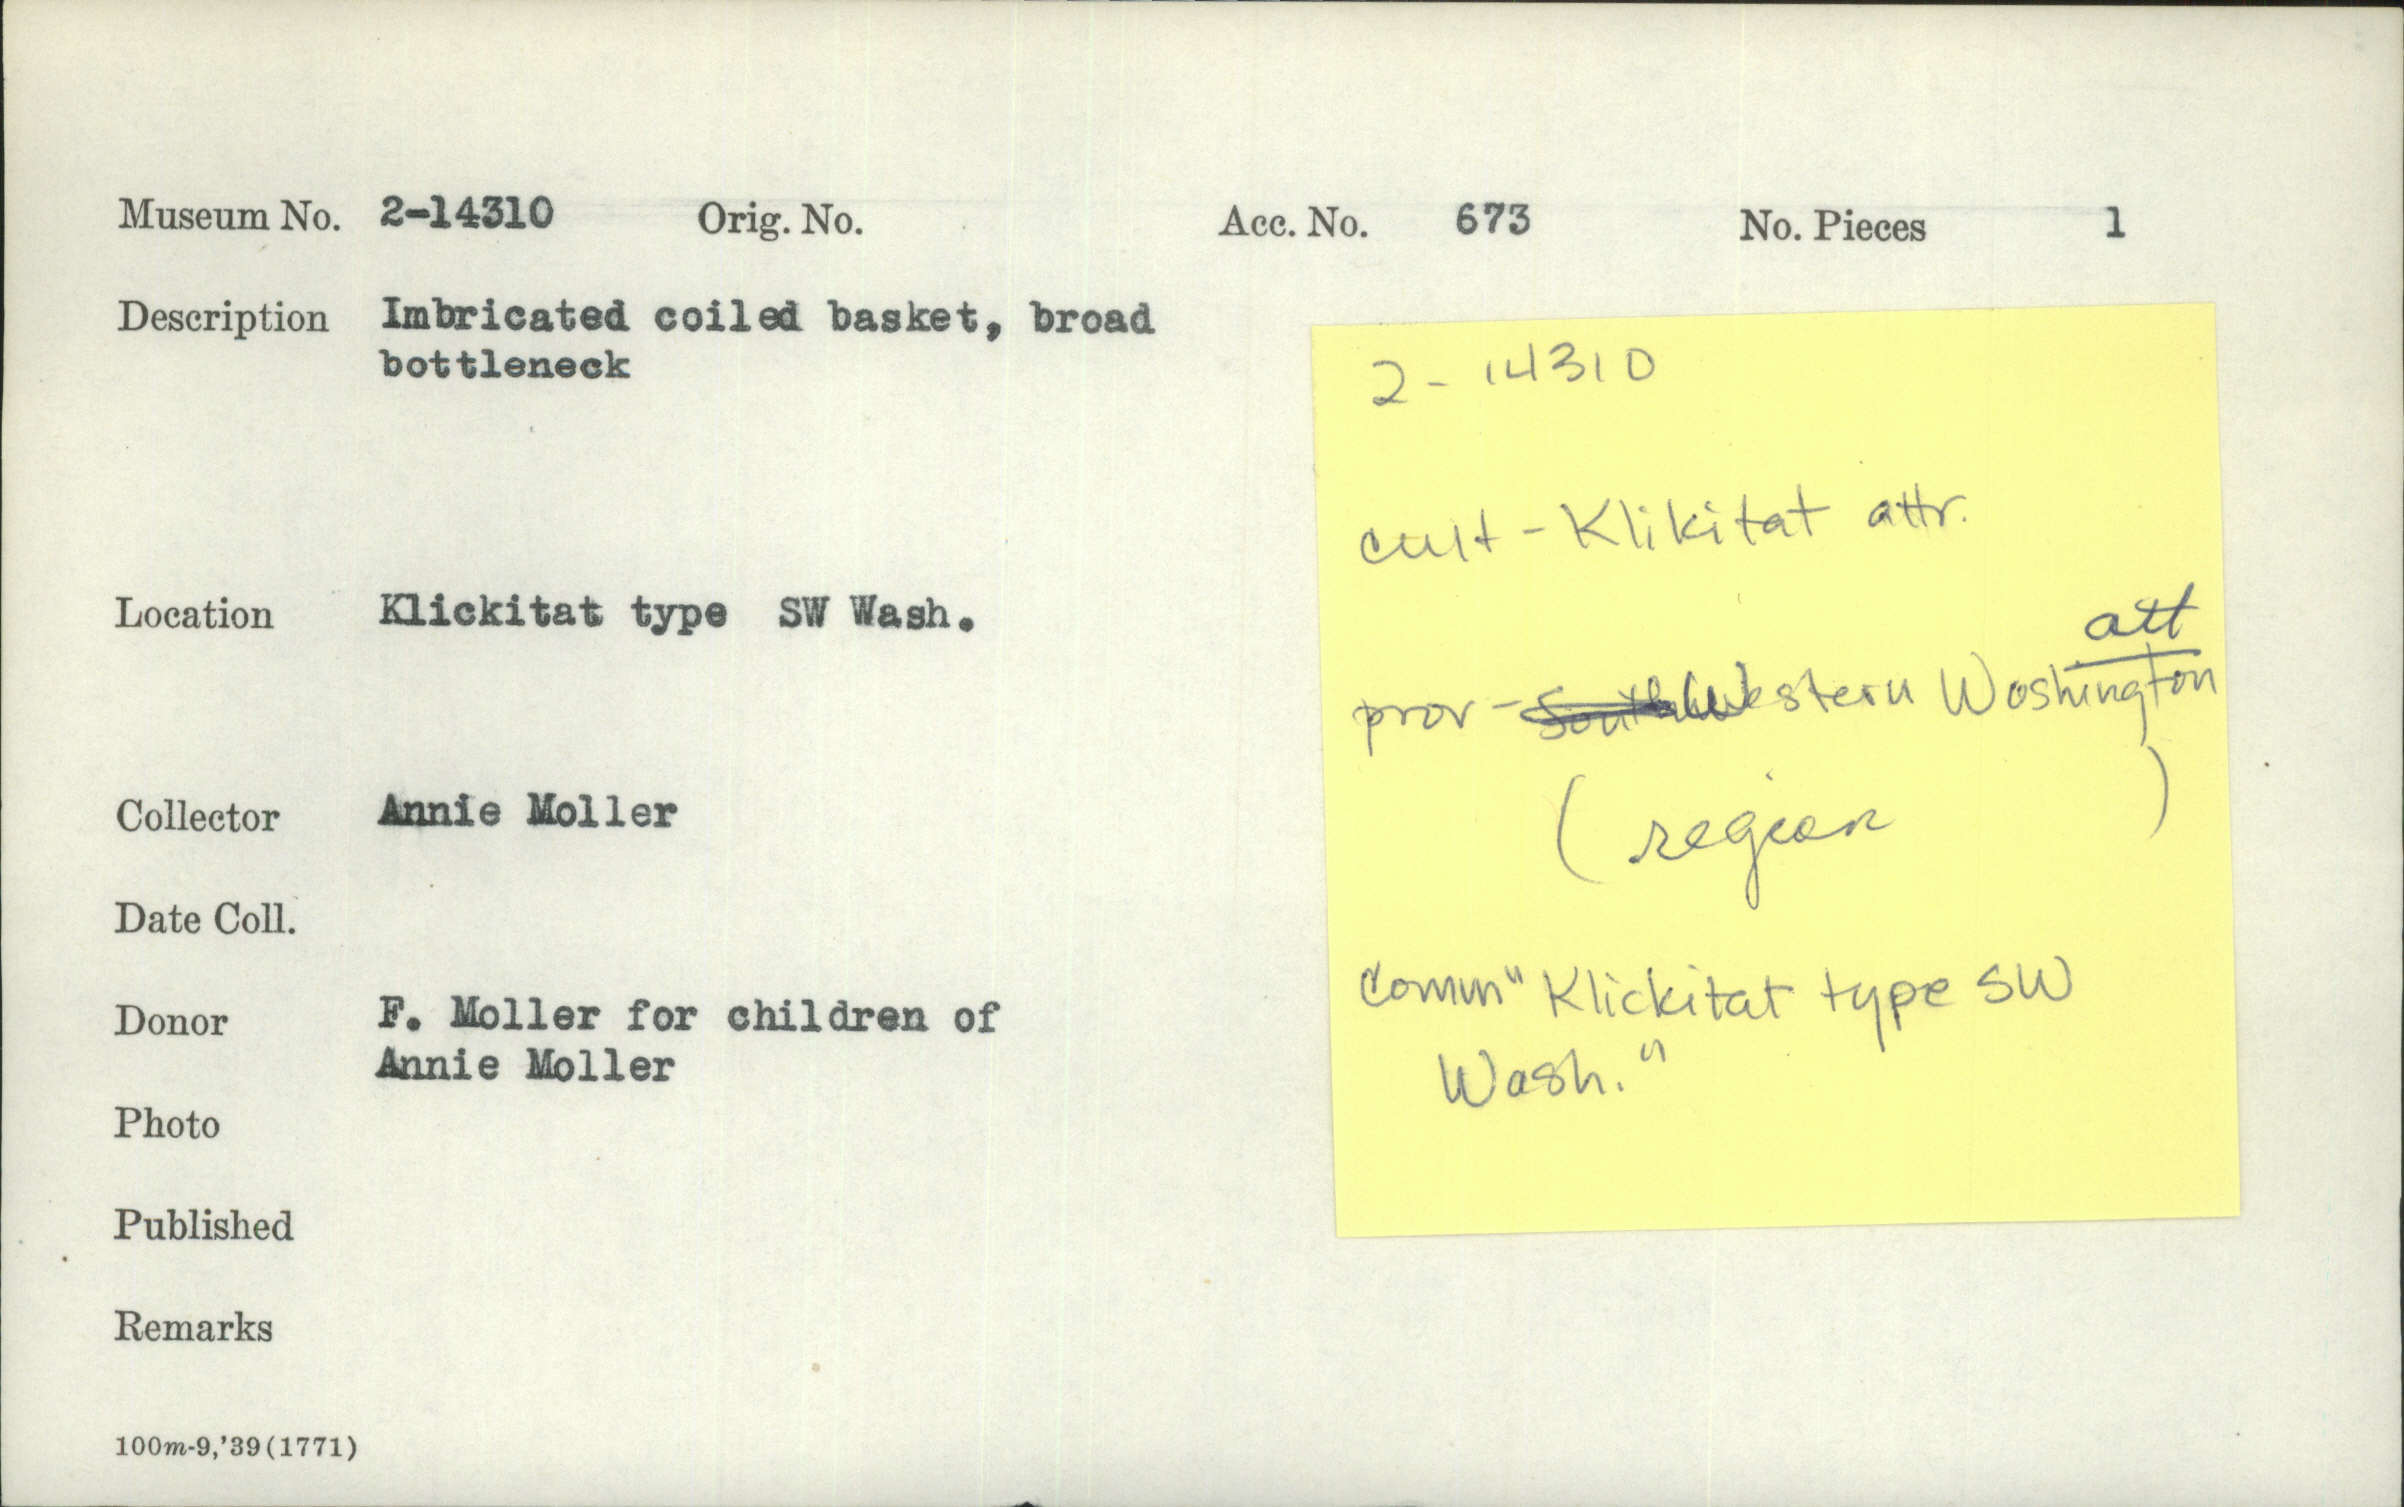 Museum No. 2-14310 Orig. No. Acc. No. 673 No. Pieces 1
Description Imbricated coiled basket, broad
bottleneck
Location Klickitat type SW Wash.
Collector Annie Moller
Date Coll.
Donor F. Moller for children of
Annie Moller
Photo
Published
Remarks
100m-9,'39(1771)
2-14310
cult - Klikitat attr.
att
prov - South Western Washington
(region )
Comm "Klickitat type SW
Wash."